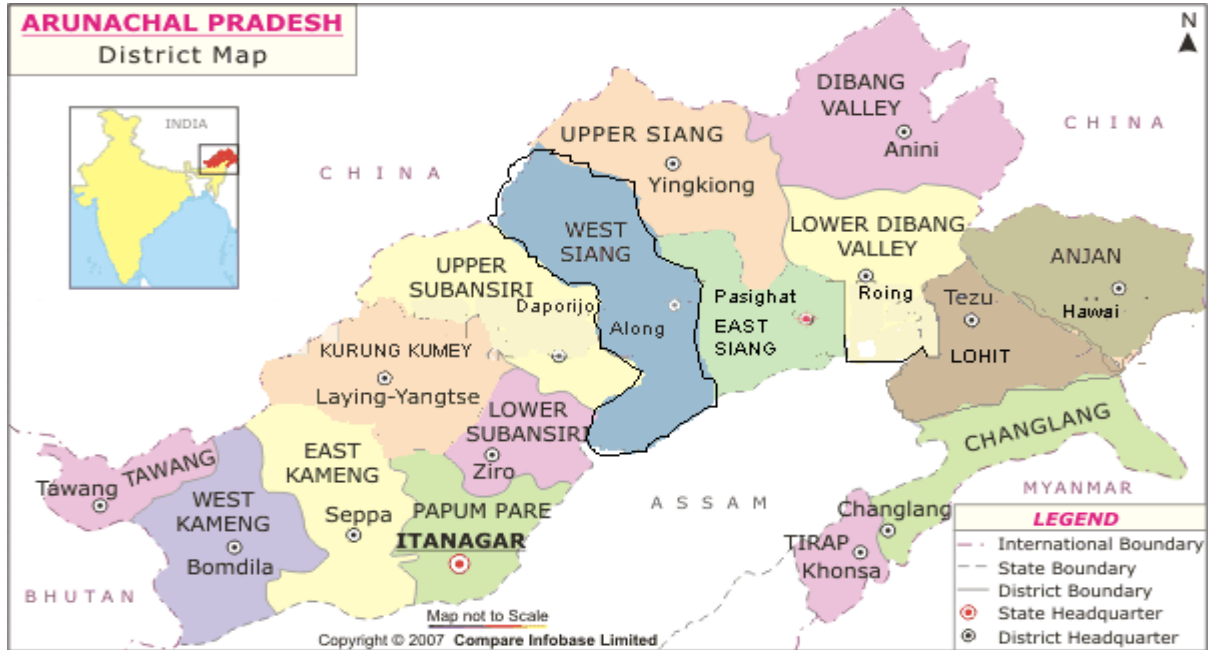 ARUNACHAL PRADESH
District Map
N
INDIA
CHINA
CHINA
DIBANG
VALLEY
Anini
UPPER SIANG
Yingkiong
WEST
SIANG
Along
LOWER DIBANG
VALLEY
Roing
ANJAN
Hawai
UPPER
SUBANSIRI
Daporijo
Pasighat
EAST
SIANG
Tezu
LOHIT
KURUNG KUMEY
Laying-Yangtse
LOWER
SUBANSIRI
Ziro
CHANGLANG
Changlang
EAST
KAMENG
Seppa
TAWANG
Tawang
WEST
KAMENG
Bomdila
PAPUM PARE
ITANAGAR
ASSAM
MYANMAR
TIRAP
Khonsa
BHUTAN
LEGEND
International Boundary
State Boundary
District Boundary
State Headquarter
District Headquarter
Map not to Scale
Copyright © 2007 Compare Infobase Limited